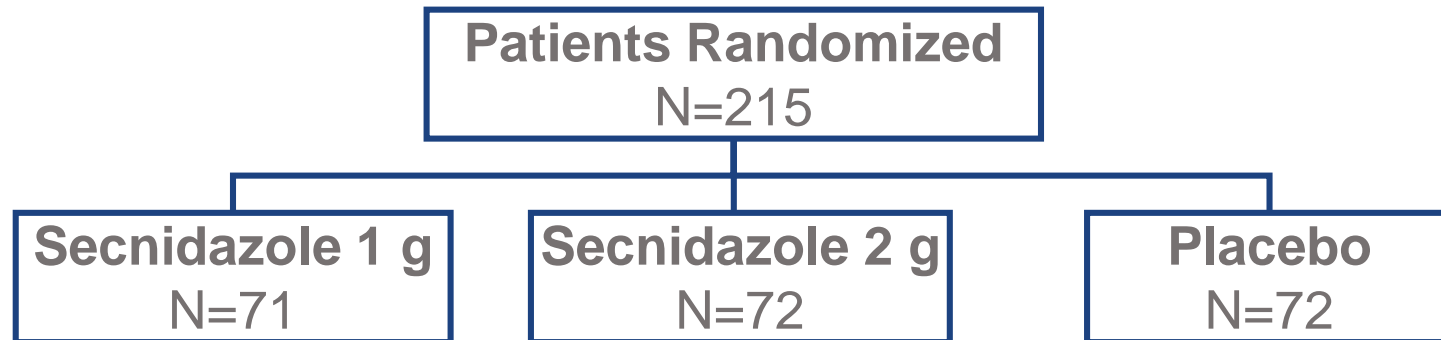 Patients Randomized
N=215
Secnidazole 1 g
N=71
Secnidazole 2 g
N=72
Placebo
N=72